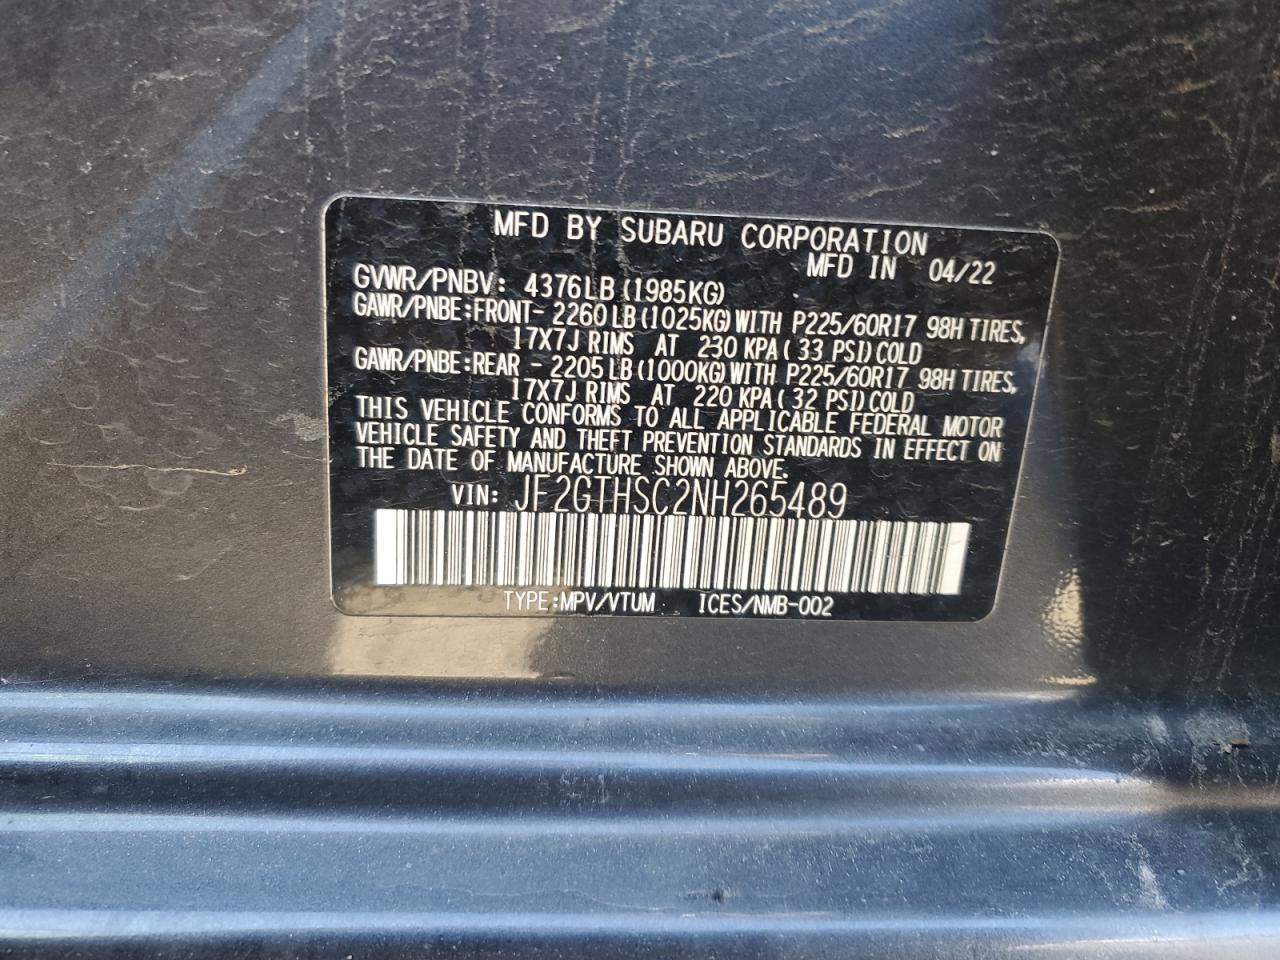 MFD BY SUBARU CORPORATION
MFD IN 04/22
GVWR/PNBV: 4376LB (1985KG)
GAWR/PNBE:FRONT- 2260 LB (1025KG) WITH P225/60R17 98H TIRES,
17X7J RIMS AT 230 KPA ( 33 PSI) COLD
GAWR/PNBE:REAR - 2205 LB (1000KG) WITH P225/60R17 98H TIRES,
17X7J RIMS AT 220 KPA ( 32 PSI) COLD
THIS VEHICLE CONFORMS TO ALL APPLICABLE FEDERAL MOTOR
VEHICLE SAFETY AND THEFT PREVENTION STANDARDS IN EFFECT ON
THE DATE OF MANUFACTURE SHOWN ABOVE.
VIN: JF2GTHSC2NH265489
TYPE:MPV/VTUM ICES/NMB-002